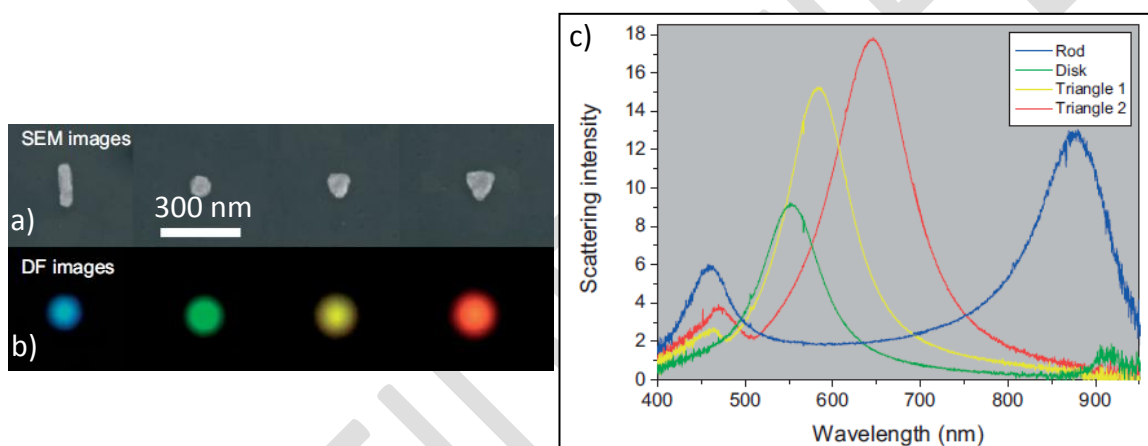 SEM images
a)
300 nm
DF images
b)
c)
18
16
14
12
10
8
6
4
2
0
Scattering intensity
Rod
Disk
Triangle 1
Triangle 2
400 500 600 700 800 900
Wavelength (nm)